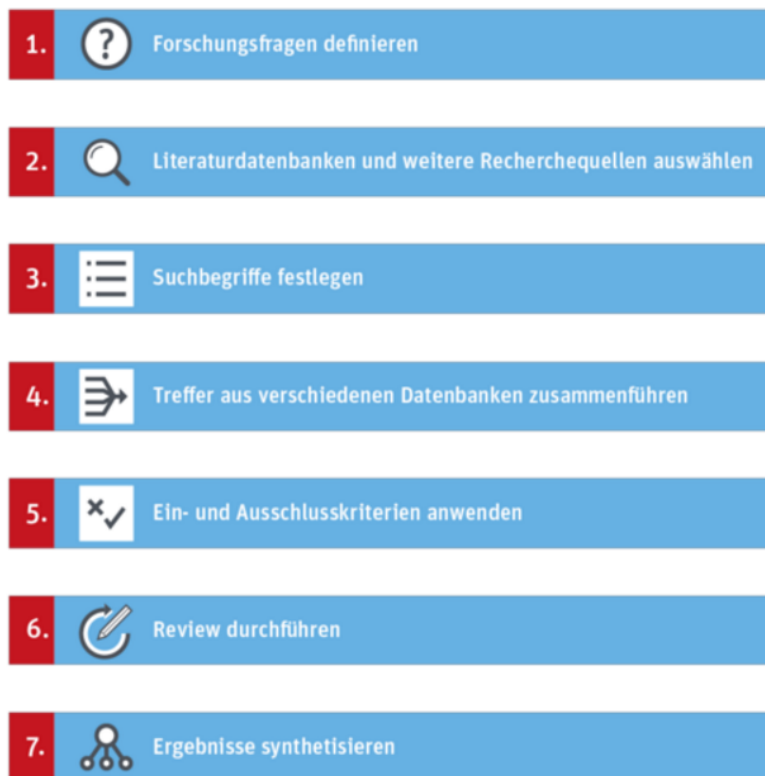 1. Forschungsfragen definieren
2. Literaturdatenbanken und weitere Recherchequellen auswählen
3. Suchbegriffe festlegen
4. Treffer aus verschiedenen Datenbanken zusammenführen
5. Ein- und Ausschlusskriterien anwenden
6. Review durchführen
7. Ergebnisse synthetisieren